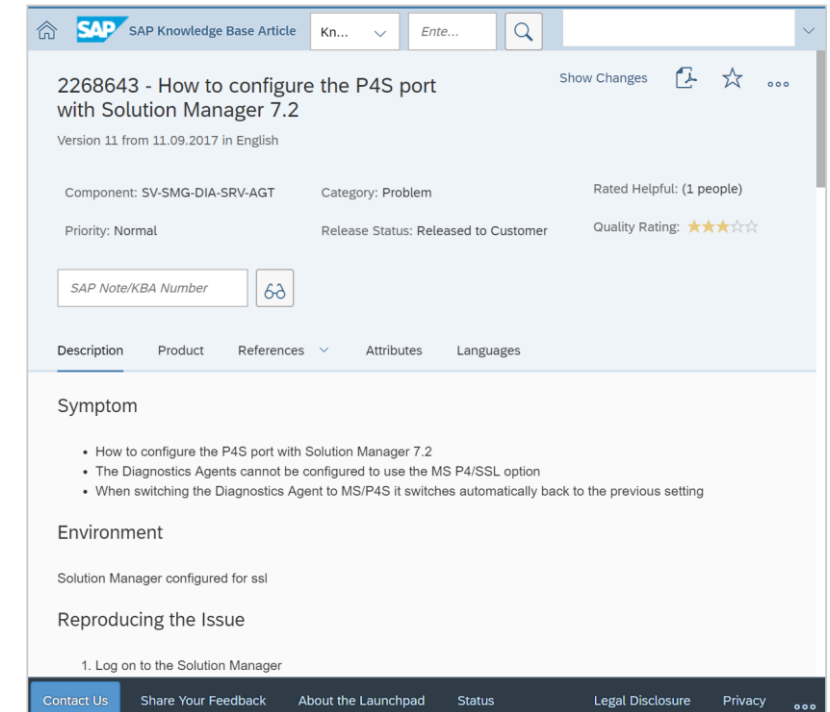 SAP SAP Knowledge Base Article Kn... Ente...
2268643 - How to configure the P4S port
with Solution Manager 7.2
Show Changes
Version 11 from 11.09.2017 in English
Component: SV-SMG-DIA-SRV-AGT Category: Problem Rated Helpful: (1 people)
Priority: Normal Release Status: Released to Customer Quality Rating:
SAP Note/KBA Number
Description Product References Attributes Languages
Symptom
• How to configure the P4S port with Solution Manager 7.2
• The Diagnostics Agents cannot be configured to use the MS P4/SSL option
• When switching the Diagnostics Agent to MS/P4S it switches automatically back to the previous setting
Environment
Solution Manager configured for ssl
Reproducing the Issue
1. Log on to the Solution Manager
Contact Us Share Your Feedback About the Launchpad Status Legal Disclosure Privacy